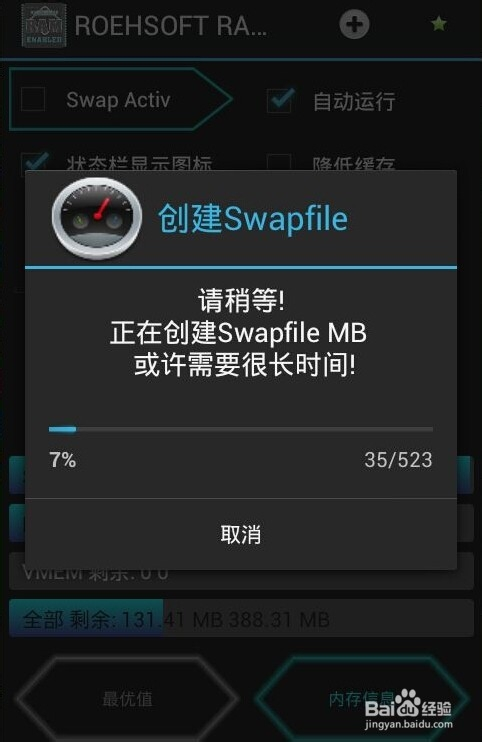 RAM
ENABLED
ROEHSOFT RA...
Swap Activ
自动运行
状态栏显示图标
降低缓存
创建Swapfile
请稍等!
正在创建Swapfile MB
或许需要很长时间!
7%
35/523
取消
VMEM 剩余: 0 0
全部 剩余: 131.41 MB 388.31 MB
最优值
内存信息
Baidu经验
jingyan.baidu.com